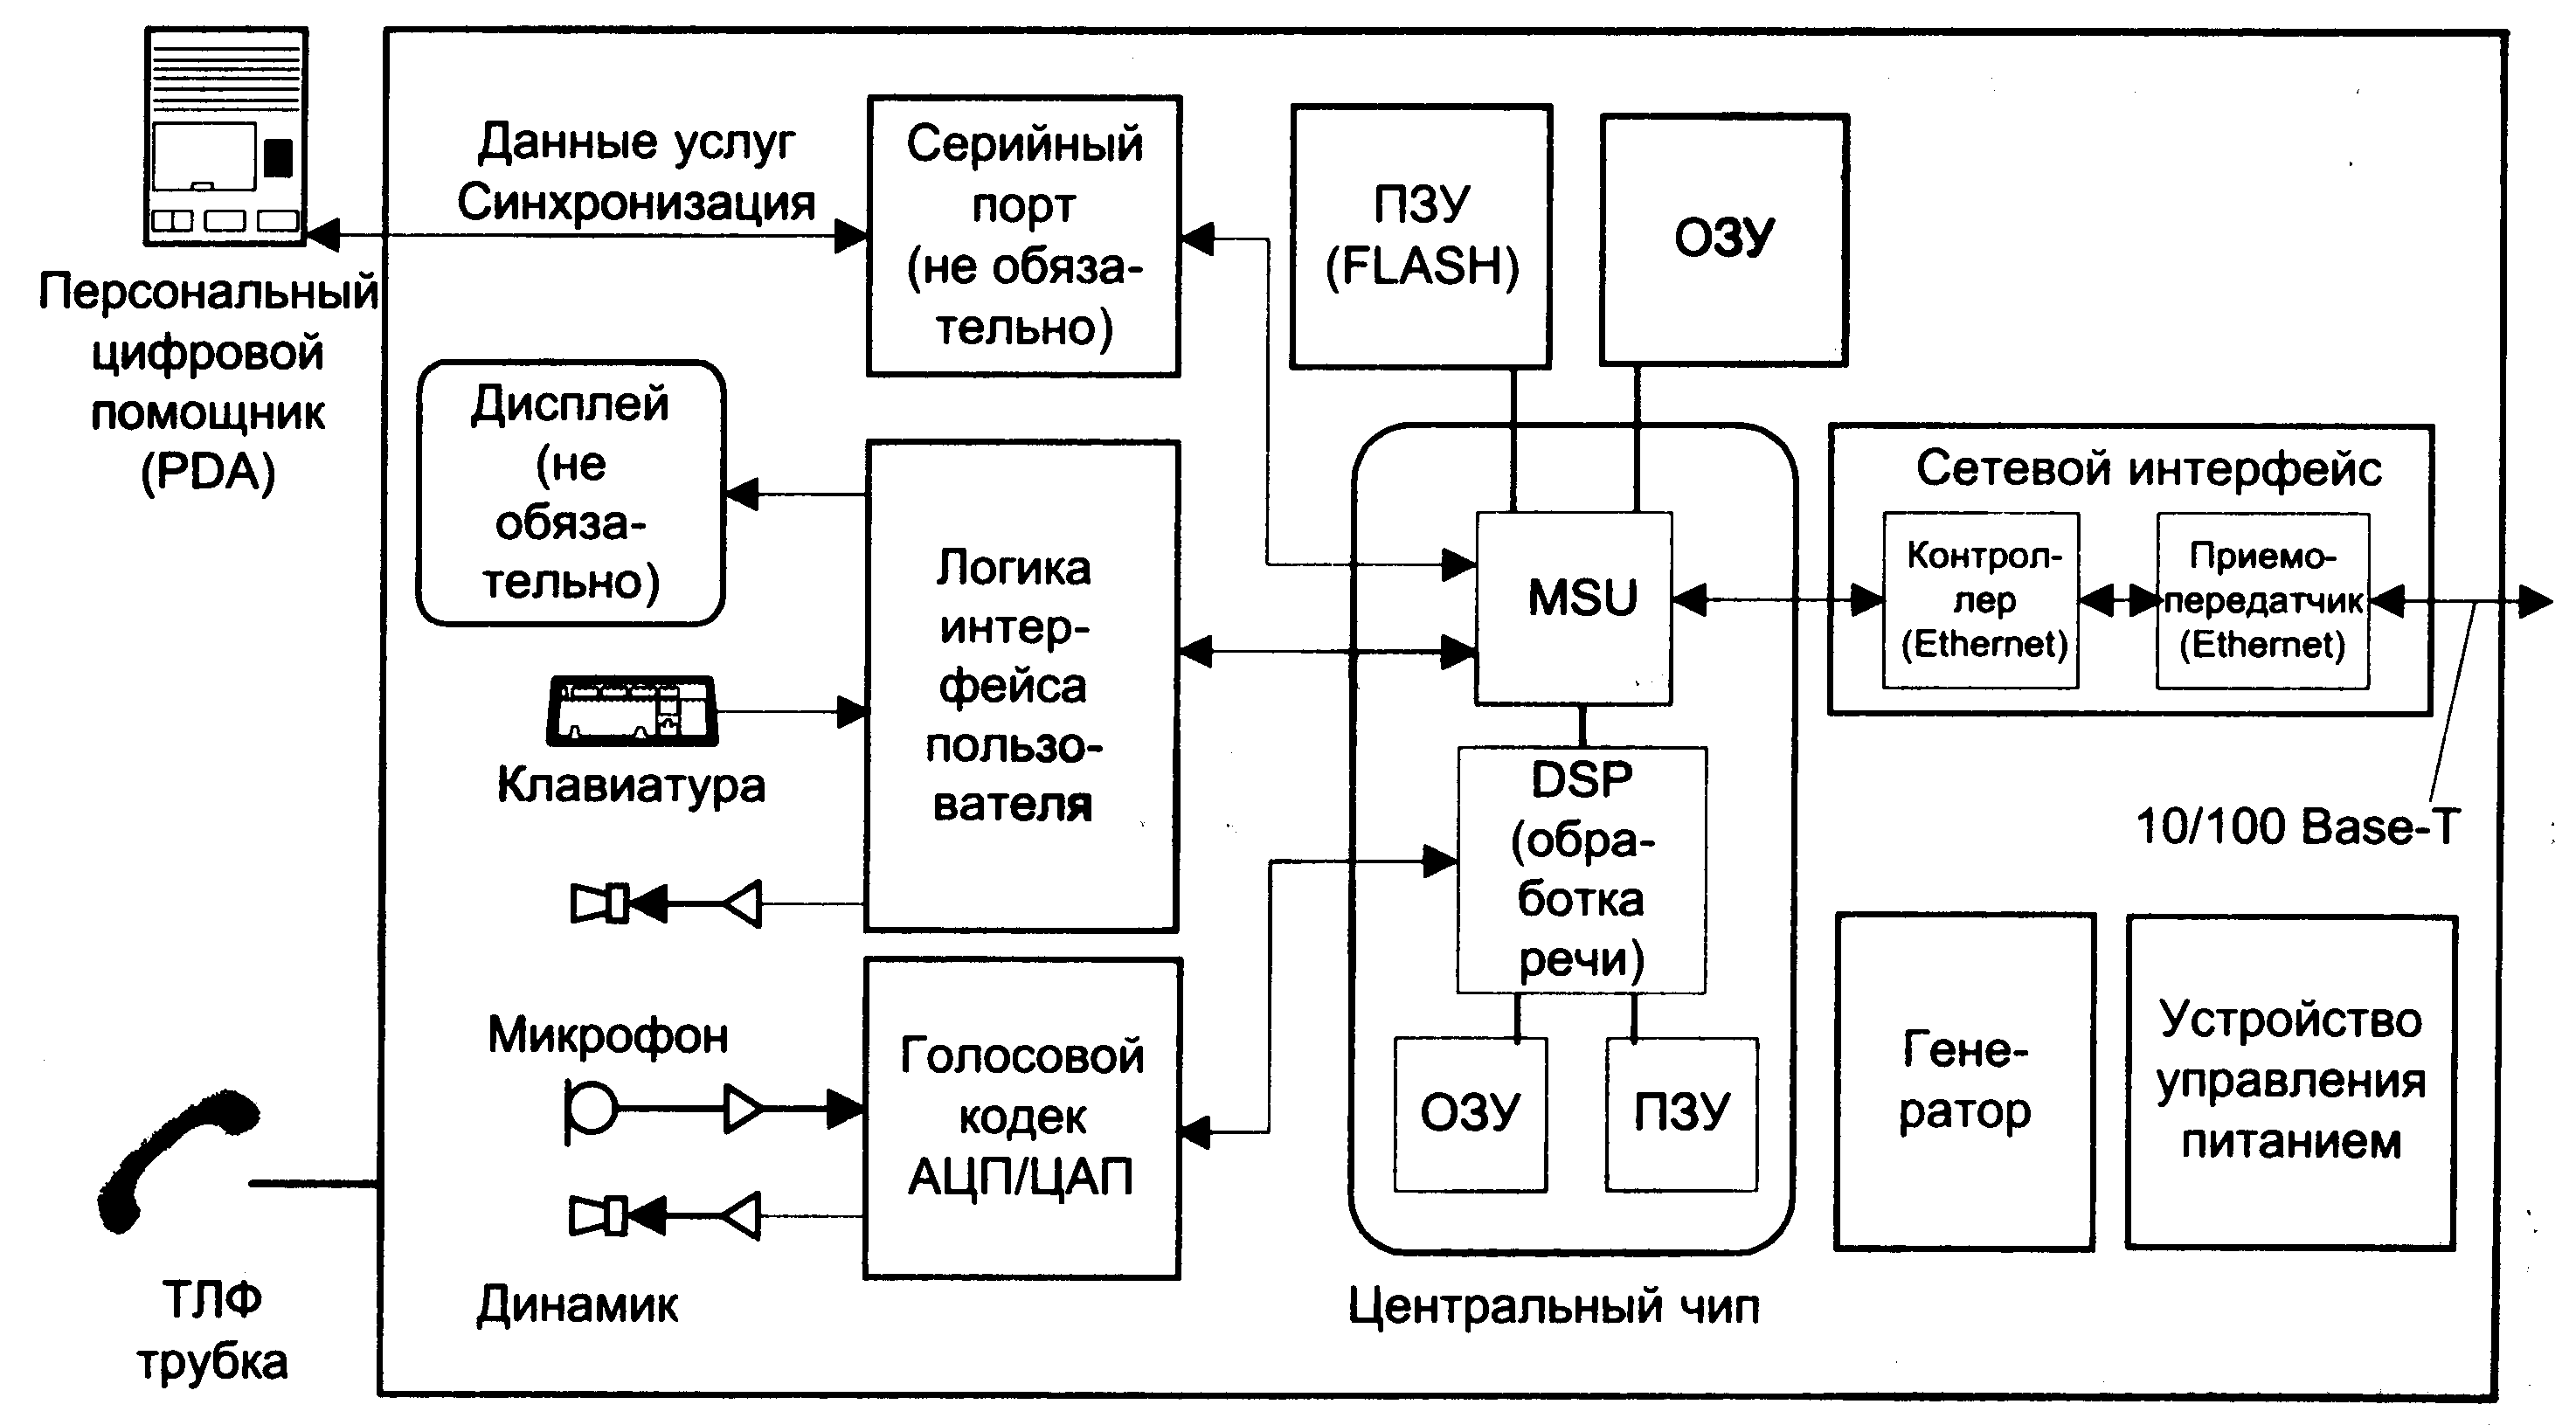 Персональный
цифровой
помощник
(PDA)
Данные услуг
Синхронизация
Серийный
порт
(не обяза-
тельно)
ПЗУ
(FLASH)
ОЗУ
Дисплей
(не
обяза-
тельно)
Логика
интер-
фейса
пользо-
вателя
Клавиатура
MSU
Сетевой интерфейс
Контрол-
лер
(Ethernet)
Приемо-
передатчик
(Ethernet)
10/100 Base-T
DSP
(обра-
ботка
речи)
ОЗУ
ПЗУ
Центральный чип
Гене-
ратор
Устройство
управления
питанием
Микрофон
Голосовой
кодек
АЦП/ЦАП
Динамик
ТЛФ
трубка